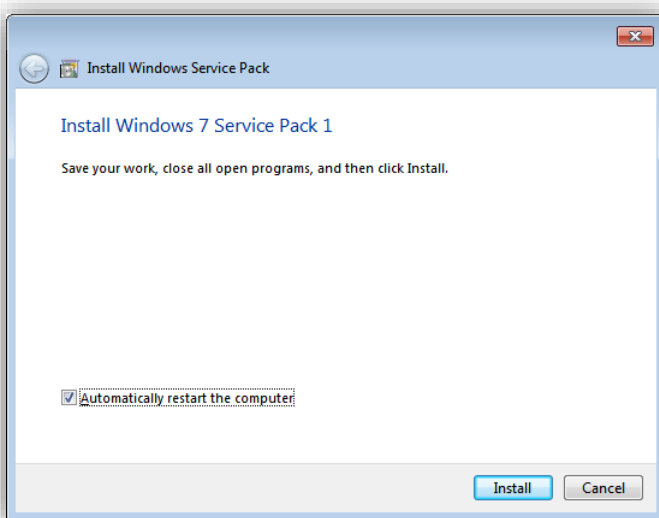 Install Windows Service Pack
Install Windows 7 Service Pack 1
Save your work, close all open programs, and then click Install.
Automatically restart the computer
Install Cancel